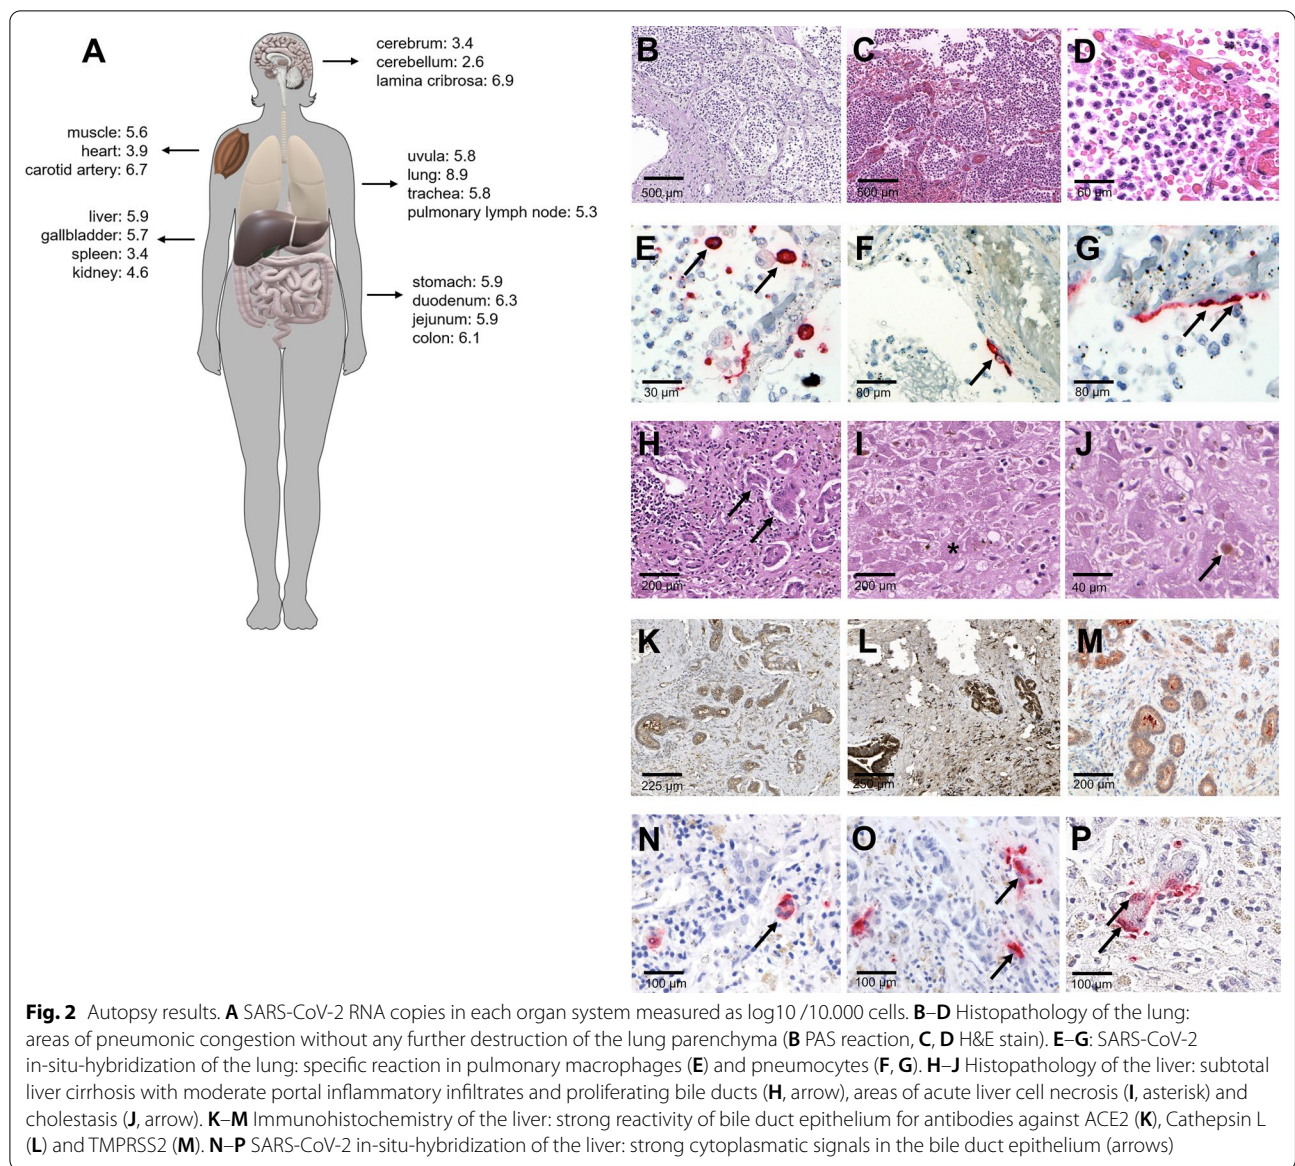 A
cerebrum: 3.4
cerebellum: 2.6
lamina cribrosa: 6.9
muscle: 5.6
heart: 3.9
carotid artery: 6.7
uvula: 5.8
lung: 8.9
trachea: 5.8
pulmonary lymph node: 5.3
liver: 5.9
gallbladder: 5.7
spleen: 3.4
kidney: 4.6
stomach: 5.9
duodenum: 6.3
jejunum: 5.9
colon: 6.1
B
500 µm
C
500 µm
D
60 µm
E
30 µm
F
80 µm
G
80 µm
H
200 µm
I
*
200 µm
J
40 µm
K
225 µm
L
250 µm
M
200 µm
N
100 µm
O
100 µm
P
100 µm
Fig. 2 Autopsy results. A SARS-CoV-2 RNA copies in each organ system measured as log10 /10.000 cells. B–D Histopathology of the lung:
areas of pneumonic congestion without any further destruction of the lung parenchyma (B PAS reaction, C, D H&E stain). E–G: SARS-CoV-2
in-situ-hybridization of the lung: specific reaction in pulmonary macrophages (E) and pneumocytes (F, G). H–J Histopathology of the liver: subtotal
liver cirrhosis with moderate portal inflammatory infiltrates and proliferating bile ducts (H, arrow), areas of acute liver cell necrosis (I, asterisk) and
cholestasis (J, arrow). K–M Immunohistochemistry of the liver: strong reactivity of bile duct epithelium for antibodies against ACE2 (K), Cathepsin L
(L) and TMPRSS2 (M). N–P SARS-CoV-2 in-situ-hybridization of the liver: strong cytoplasmatic signals in the bile duct epithelium (arrows)